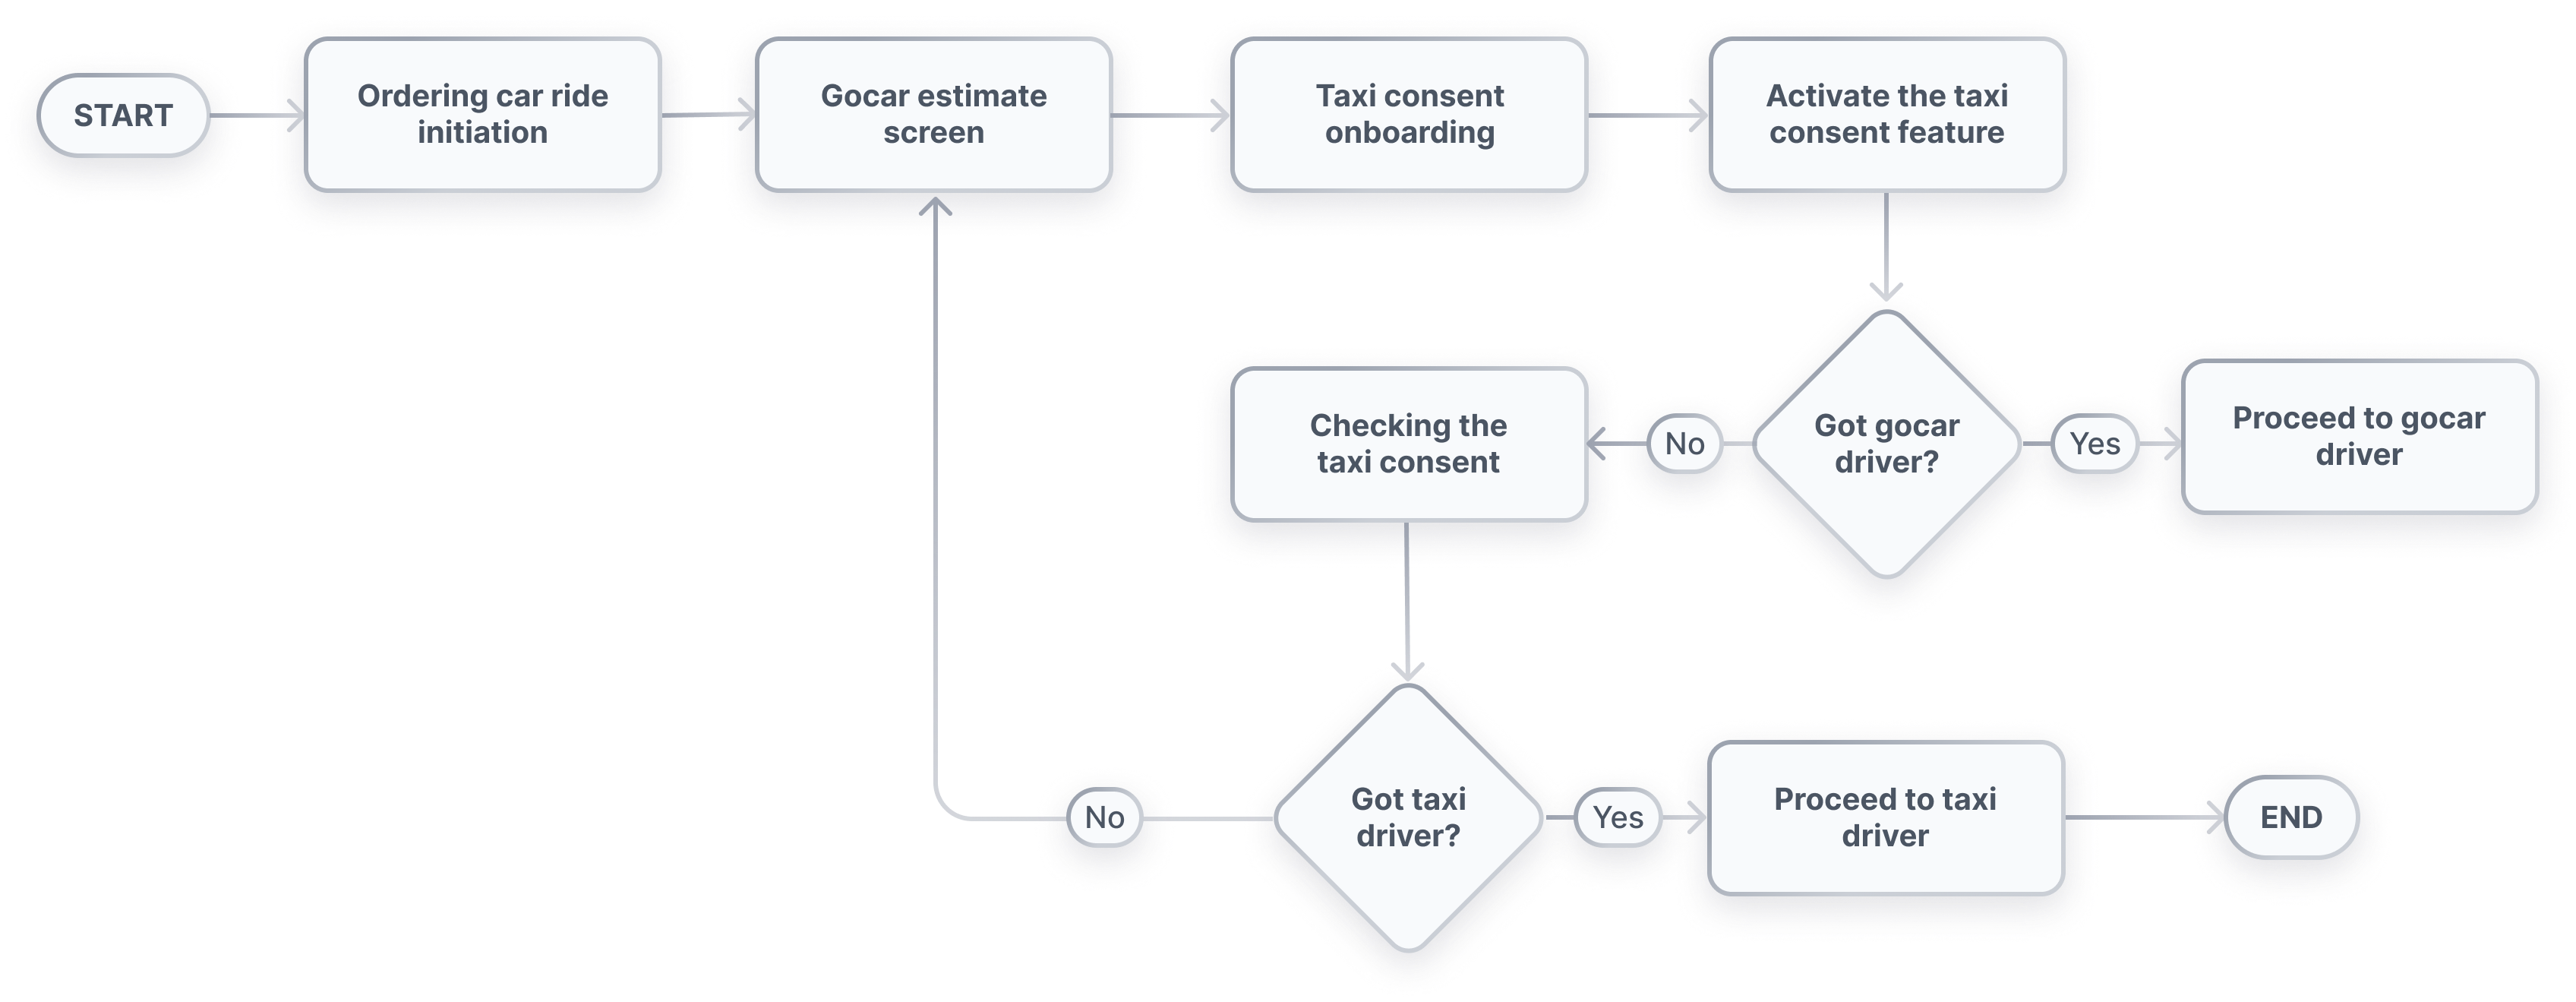 START
Ordering car ride
initiation
Gocar estimate
screen
Taxi consent
onboarding
Activate the taxi
consent feature
Checking the
taxi consent
No
Got gocar
driver?
Yes
Proceed to gocar
driver
No
Got taxi
driver?
Yes
Proceed to taxi
driver
END